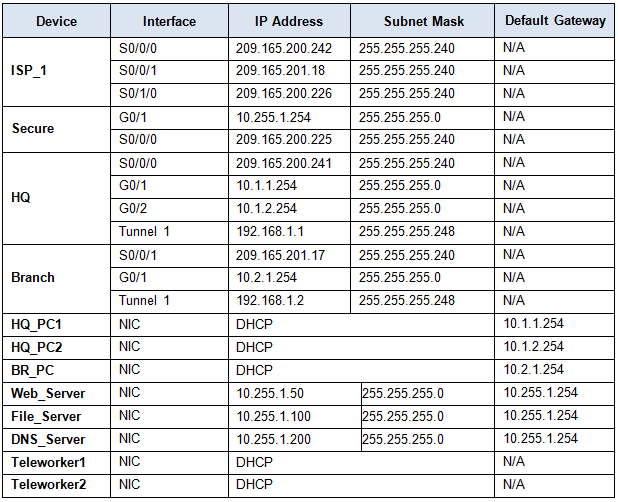 Device Interface IP Address Subnet Mask Default Gateway
ISP_1 S0/0/0 209.165.200.242 255.255.255.240 N/A
S0/0/1 209.165.201.18 255.255.255.240 N/A
S0/1/0 209.165.200.226 255.255.255.240 N/A
Secure G0/1 10.255.1.254 255.255.255.0 N/A
S0/0/0 209.165.200.225 255.255.255.240 N/A
HQ S0/0/0 209.165.200.241 255.255.255.240 N/A
G0/1 10.1.1.254 255.255.255.0 N/A
G0/2 10.1.2.254 255.255.255.0 N/A
Tunnel 1 192.168.1.1 255.255.255.248 N/A
Branch S0/0/1 209.165.201.17 255.255.255.240 N/A
G0/1 10.2.1.254 255.255.255.0 N/A
Tunnel 1 192.168.1.2 255.255.255.248 N/A
HQ_PC1 NIC DHCP 10.1.1.254
HQ_PC2 NIC DHCP 10.1.2.254
BR_PC NIC DHCP 10.2.1.254
Web_Server NIC 10.255.1.50 255.255.255.0 10.255.1.254
File_Server NIC 10.255.1.100 255.255.255.0 10.255.1.254
DNS_Server NIC 10.255.1.200 255.255.255.0 10.255.1.254
Teleworker1 NIC DHCP N/A
Teleworker2 NIC DHCP N/A